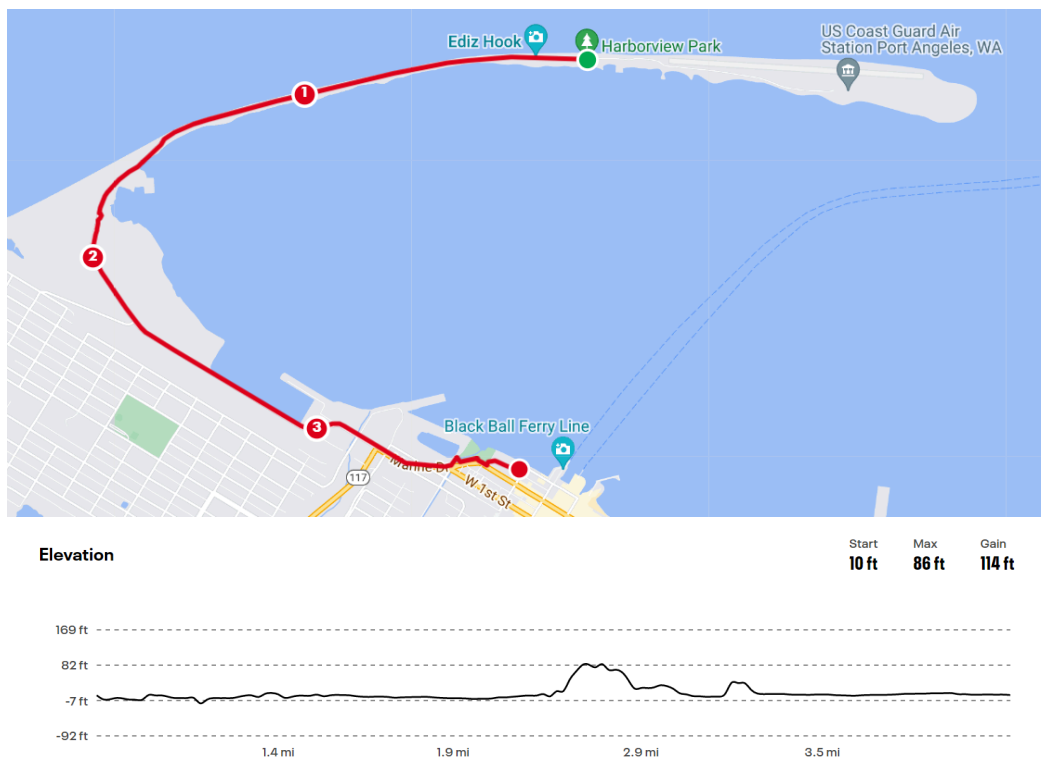 US Coast Guard Air
Station Port Angeles, WA
Ediz Hook
Harborview Park
1
2
3
Black Ball Ferry Line
Marine Dr
117
W 1st St
Elevation
Start
Max
Gain
10 ft
86 ft
114 ft
169 ft
82 ft
-7 ft
-92 ft
1.4 mi
1.9 mi
2.9 mi
3.5 mi